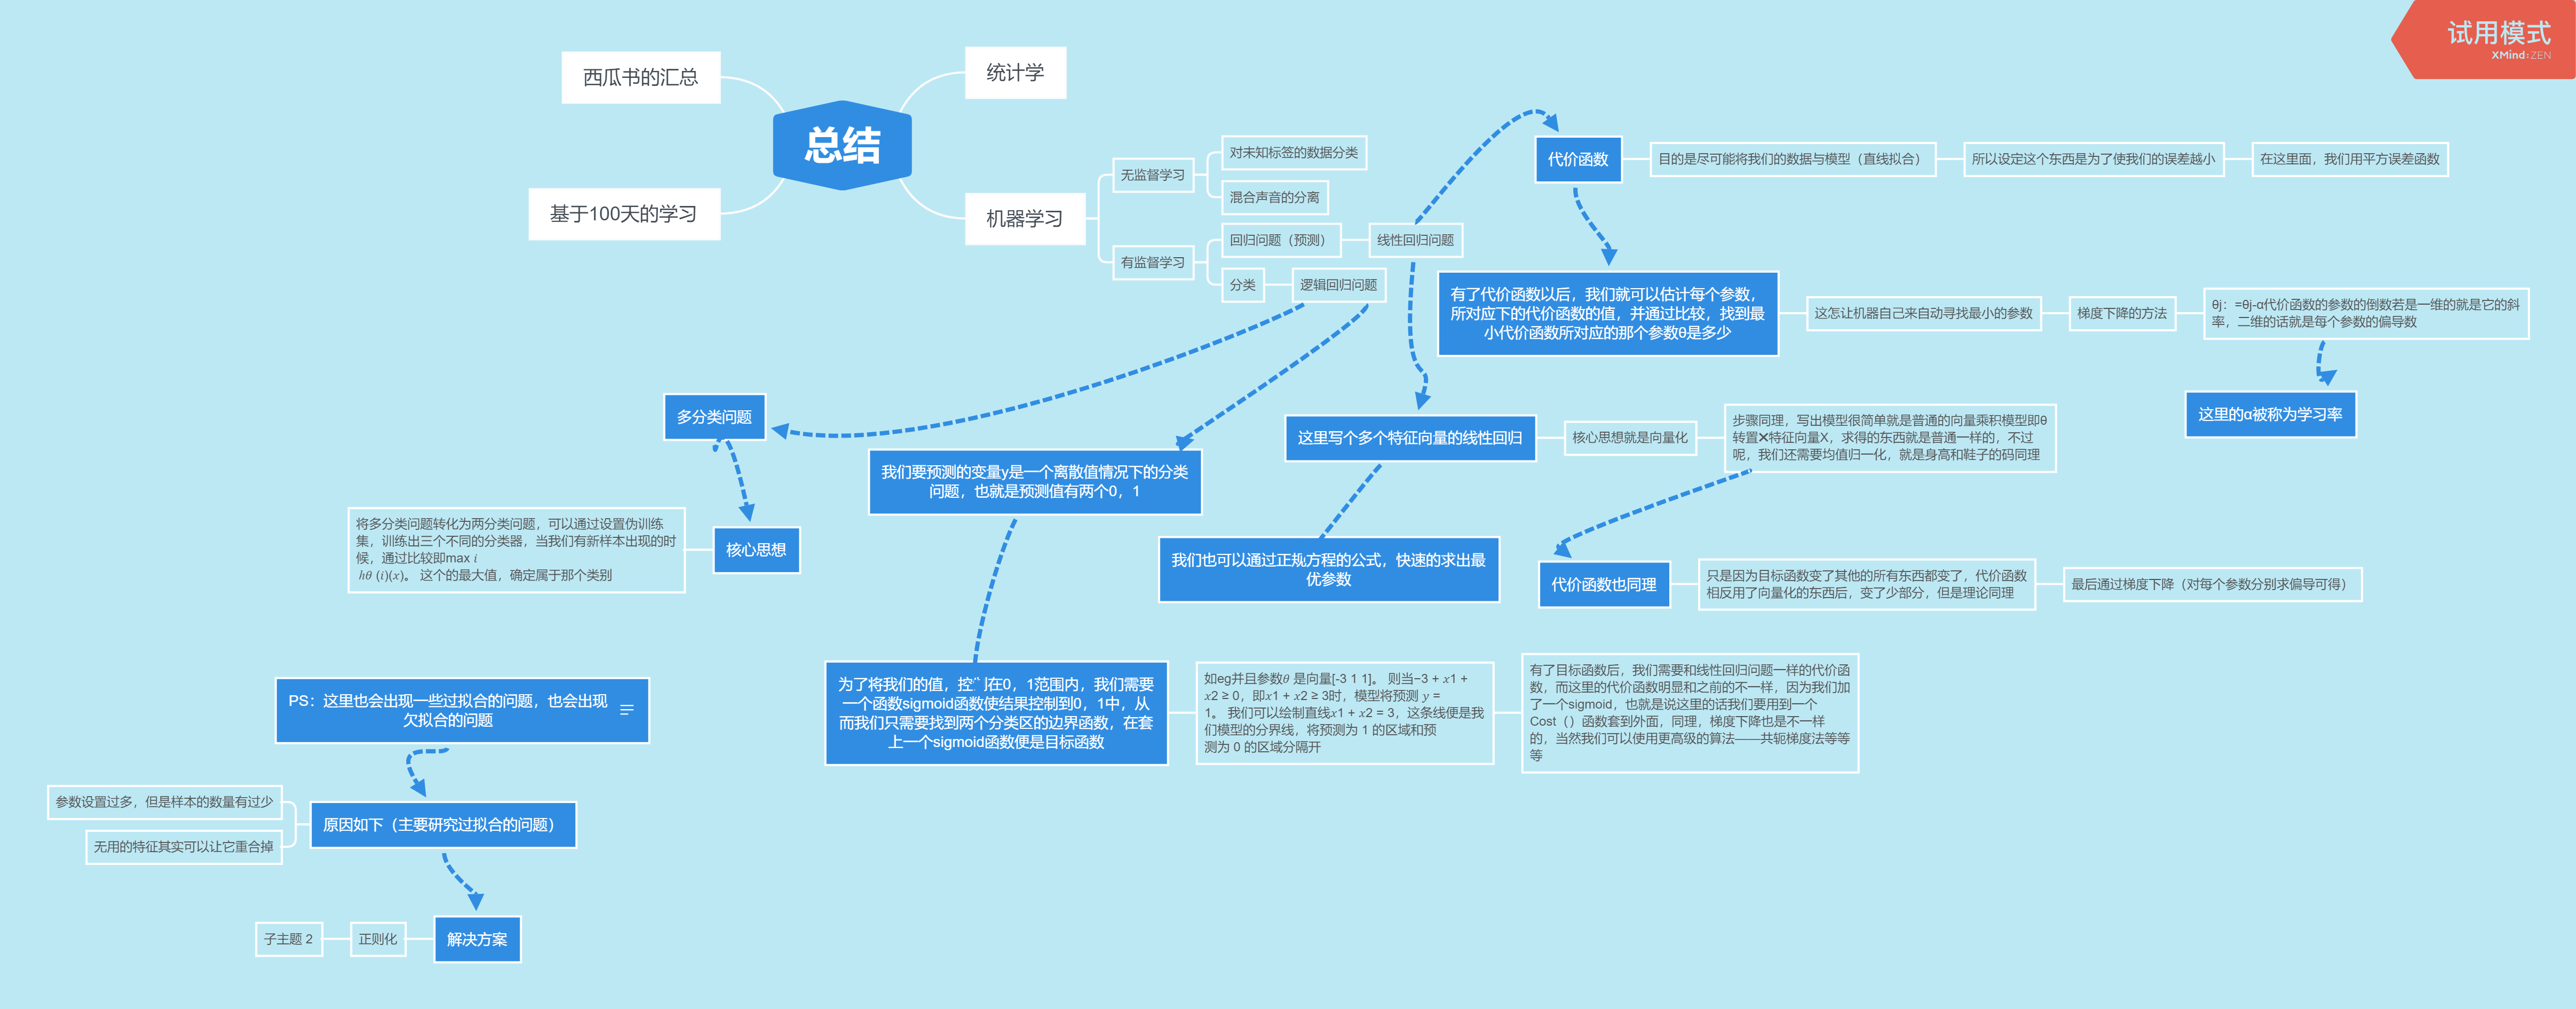 试用模式
XMind:ZEN
西瓜书的汇总
统计学
总结
基于100天的学习
机器学习
无监督学习
对未知标签的数据分类
混合声音的分离
有监督学习
回归问题（预测）
线性回归问题
分类
逻辑回归问题
代价函数
目的是尽可能将我们的数据与模型（直线拟合）
所以设定这个东西是为了使我们的误差越小
在这里面，我们用平方误差函数
有了代价函数以后，我们就可以估计每个参数，
所对应下的代价函数的值，并通过比较，找到最
小代价函数所对应的那个参数θ是多少
这怎让机器自己来自动寻找最小的参数
梯度下降的方法
θj：=θj-α代价函数的参数的倒数若是一维的就是它的斜
率，二维的话就是每个参数的偏导数
这里的α被称为学习率
多分类问题
我们要预测的变量y是一个离散值情况下的分类
问题，也就是预测值有两个0，1
这里写个多个特征向量的线性回归
核心思想就是向量化
步骤同理，写出模型很简单就是普通的向量乘积模型即θ
转置❌特征向量X，求得的东西就是普通一样的，不过
呢，我们还需要均值归一化，就是身高和鞋子的码同理
将多分类问题转化为两分类问题，可以通过设置伪训练
集，训练出三个不同的分类器，当我们有新样本出现的时
候，通过比较即max 𝑖
ℎ𝜃 (𝑖)(𝑥)。 这个的最大值，确定属于那个类别
核心思想
我们也可以通过正规方程的公式，快速的求出最
优参数
代价函数也同理
只是因为目标函数变了其他的所有东西都变了，代价函数
相反用了向量化的东西后，变了少部分，但是理论同理
最后通过梯度下降（对每个参数分别求偏导可得）
PS：这里也会出现一些过拟合的问题，也会出现
欠拟合的问题
为了将我们的值，控制在0，1范围内，我们需要
一个函数sigmoid函数使结果控制到0，1中，从
而我们只需要找到两个分类区的边界函数，在套
上一个sigmoid函数便是目标函数
如eg并且参数𝜃 是向量[-3 1 1]。 则当−3 + 𝑥1 +
𝑥2 ≥ 0，即𝑥1 + 𝑥2 ≥ 3时，模型将预测 𝑦 =
1。 我们可以绘制直线𝑥1 + 𝑥2 = 3，这条线便是我
们模型的分界线，将预测为 1 的区域和预
测为 0 的区域分隔开
有了目标函数后，我们需要和线性回归问题一样的代价函
数，而这里的代价函数明显和之前的不一样，因为我们加
了一个sigmoid，也就是说这里的话我们要用到一个
Cost（）函数套到外面，同理，梯度下降也是不一样
的，当然我们可以使用更高级的算法——共轭梯度法等等
等
参数设置过多，但是样本的数量有过少
原因如下（主要研究过拟合的问题）
无用的特征其实可以让它重合掉
子主题 2
正则化
解决方案